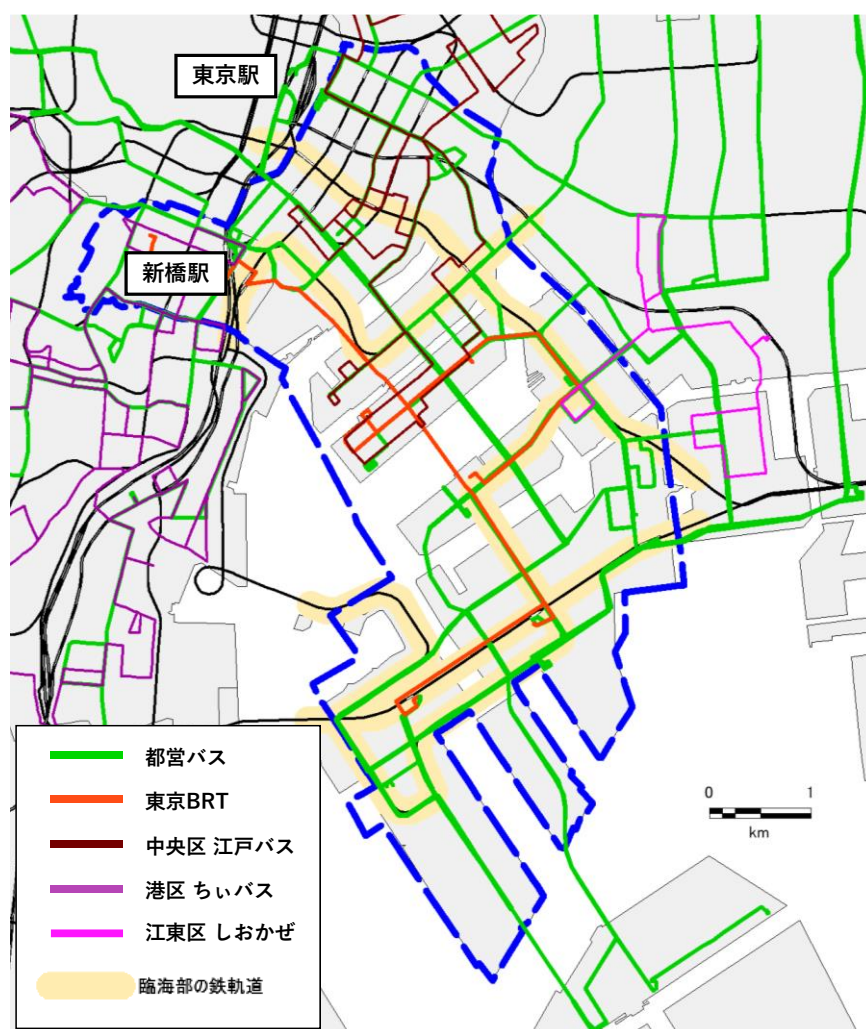 東京駅
新橋駅
都営バス
東京BRT
中央区 江戸バス
港区 ちぃバス
江東区 しおかぜ
臨海部の鉄軌道
0 1
km